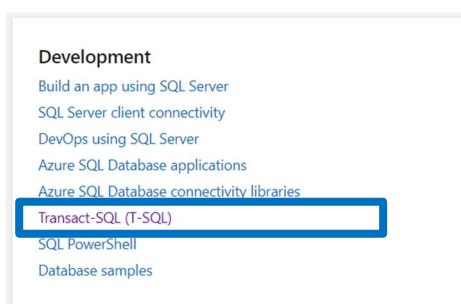 Development
Build an app using SQL Server
SQL Server client connectivity
DevOps using SQL Server
Azure SQL Database applications
Azure SQL Database connectivity libraries
Transact-SQL (T-SQL)
SQL PowerShell
Database samples